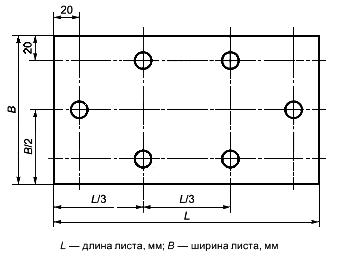 20
20
B
B/2
L/3
L/3
L
L — длина листа, мм; B — ширина листа, мм